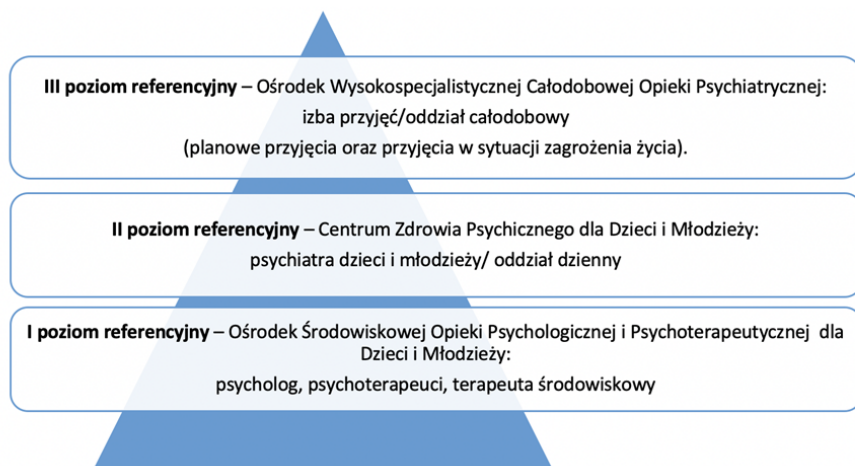 III poziom referencyjny – Ośrodek Wysokospecjalistycznej Całodobowej Opieki Psychiatrycznej:
izba przyjęć/oddział całodobowy
(planowe przyjęcia oraz przyjęcia w sytuacji zagrożenia życia).
II poziom referencyjny – Centrum Zdrowia Psychicznego dla Dzieci i Młodzieży:
psychiatra dzieci i młodzieży/ oddział dzienny
I poziom referencyjny – Ośrodek Środowiskowej Opieki Psychologicznej i Psychoterapeutycznej dla
Dzieci i Młodzieży:
psycholog, psychoterapeuci, terapeuta środowiskowy